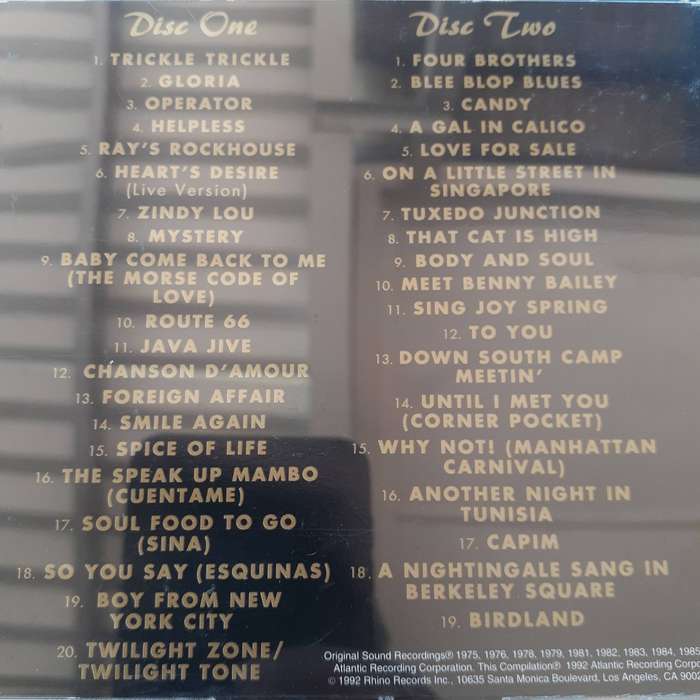 Disc One
1. TRICKLE TRICKLE
2. GLORIA
3. OPERATOR
4. HELPLESS
5. RAY'S ROCKHOUSE
6. HEART'S DESIRE
(Live Version)
7. ZINDY LOU
8. MYSTERY
9. BABY COME BACK TO ME
(THE MORSE CODE OF
LOVE)
10. ROUTE 66
11. JAVA JIVE
12. CHANSON D'AMOUR
13. FOREIGN AFFAIR
14. SMILE AGAIN
15. SPICE OF LIFE
16. THE SPEAK UP MAMBO
(CUENTAME)
17. SOUL FOOD TO GO
(SINA)
18. SO YOU SAY (ESQUINAS)
19. BOY FROM NEW
YORK CITY
20. TWILIGHT ZONE/
TWILIGHT TONE
Disc Two
1. FOUR BROTHERS
2. BLEE BLOP BLUES
3. CANDY
4. A GAL IN CALICO
5. LOVE FOR SALE
6. ON A LITTLE STREET IN
SINGAPORE
7. TUXEDO JUNCTION
8. THAT CAT IS HIGH
9. BODY AND SOUL
10. MEET BENNY BAILEY
11. SING JOY SPRING
12. TO YOU
13. DOWN SOUTH CAMP
MEETIN'
14. UNTIL I MET YOU
(CORNER POCKET)
15. WHY NOT! (MANHATTAN
CARNIVAL)
16. ANOTHER NIGHT IN
TUNISIA
17. CAPIM
18. A NIGHTINGALE SANG IN
BERKELEY SQUARE
19. BIRDLAND
Original Sound Recordings℗ 1975, 1976, 1978, 1979, 1981, 1982, 1983, 1984, 1985
Atlantic Recording Corporation. This Compilation℗ 1992 Atlantic Recording Corpo
© 1992 Rhino Records Inc., 10635 Santa Monica Boulevard, Los Angeles, CA